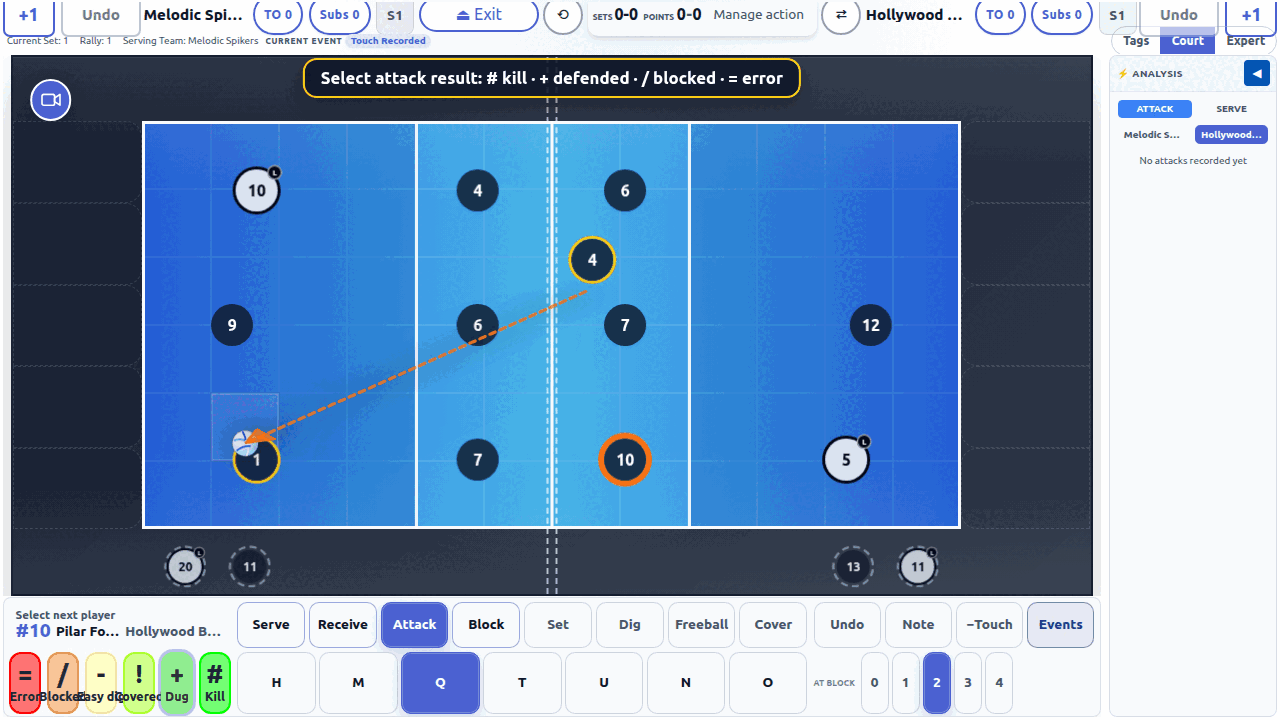 +1 Undo Melodic Spi... TO 0 Subs 0 S1 ⏏ Exit ⟲ SETS 0-0 POINTS 0-0 Manage action ⇄ Hollywood ... TO 0 Subs 0 S1 Undo +1
Current Set: 1 Rally: 1 Serving Team: Melodic Spikers CURRENT EVENT Touch Recorded
Tags Court Expert
Select attack result: # kill · + defended · / blocked · = error
⚡ ANALYSIS ◀
ATTACK SERVE
Melodic S... Hollywood...
No attacks recorded yet
10 L 4 6
4
9 6 7 12
1 7 10 5 L
20 L 11 13 11 L
Select next player
#10 Pilar Fo... Hollywood B...
Serve Receive Attack Block Set Dig Freeball Cover Undo Note −Touch Events
= / - ! + #
Error Blocked Easy dig Covered Dug Kill
H M Q T U N O AT BLOCK 0 1 2 3 4